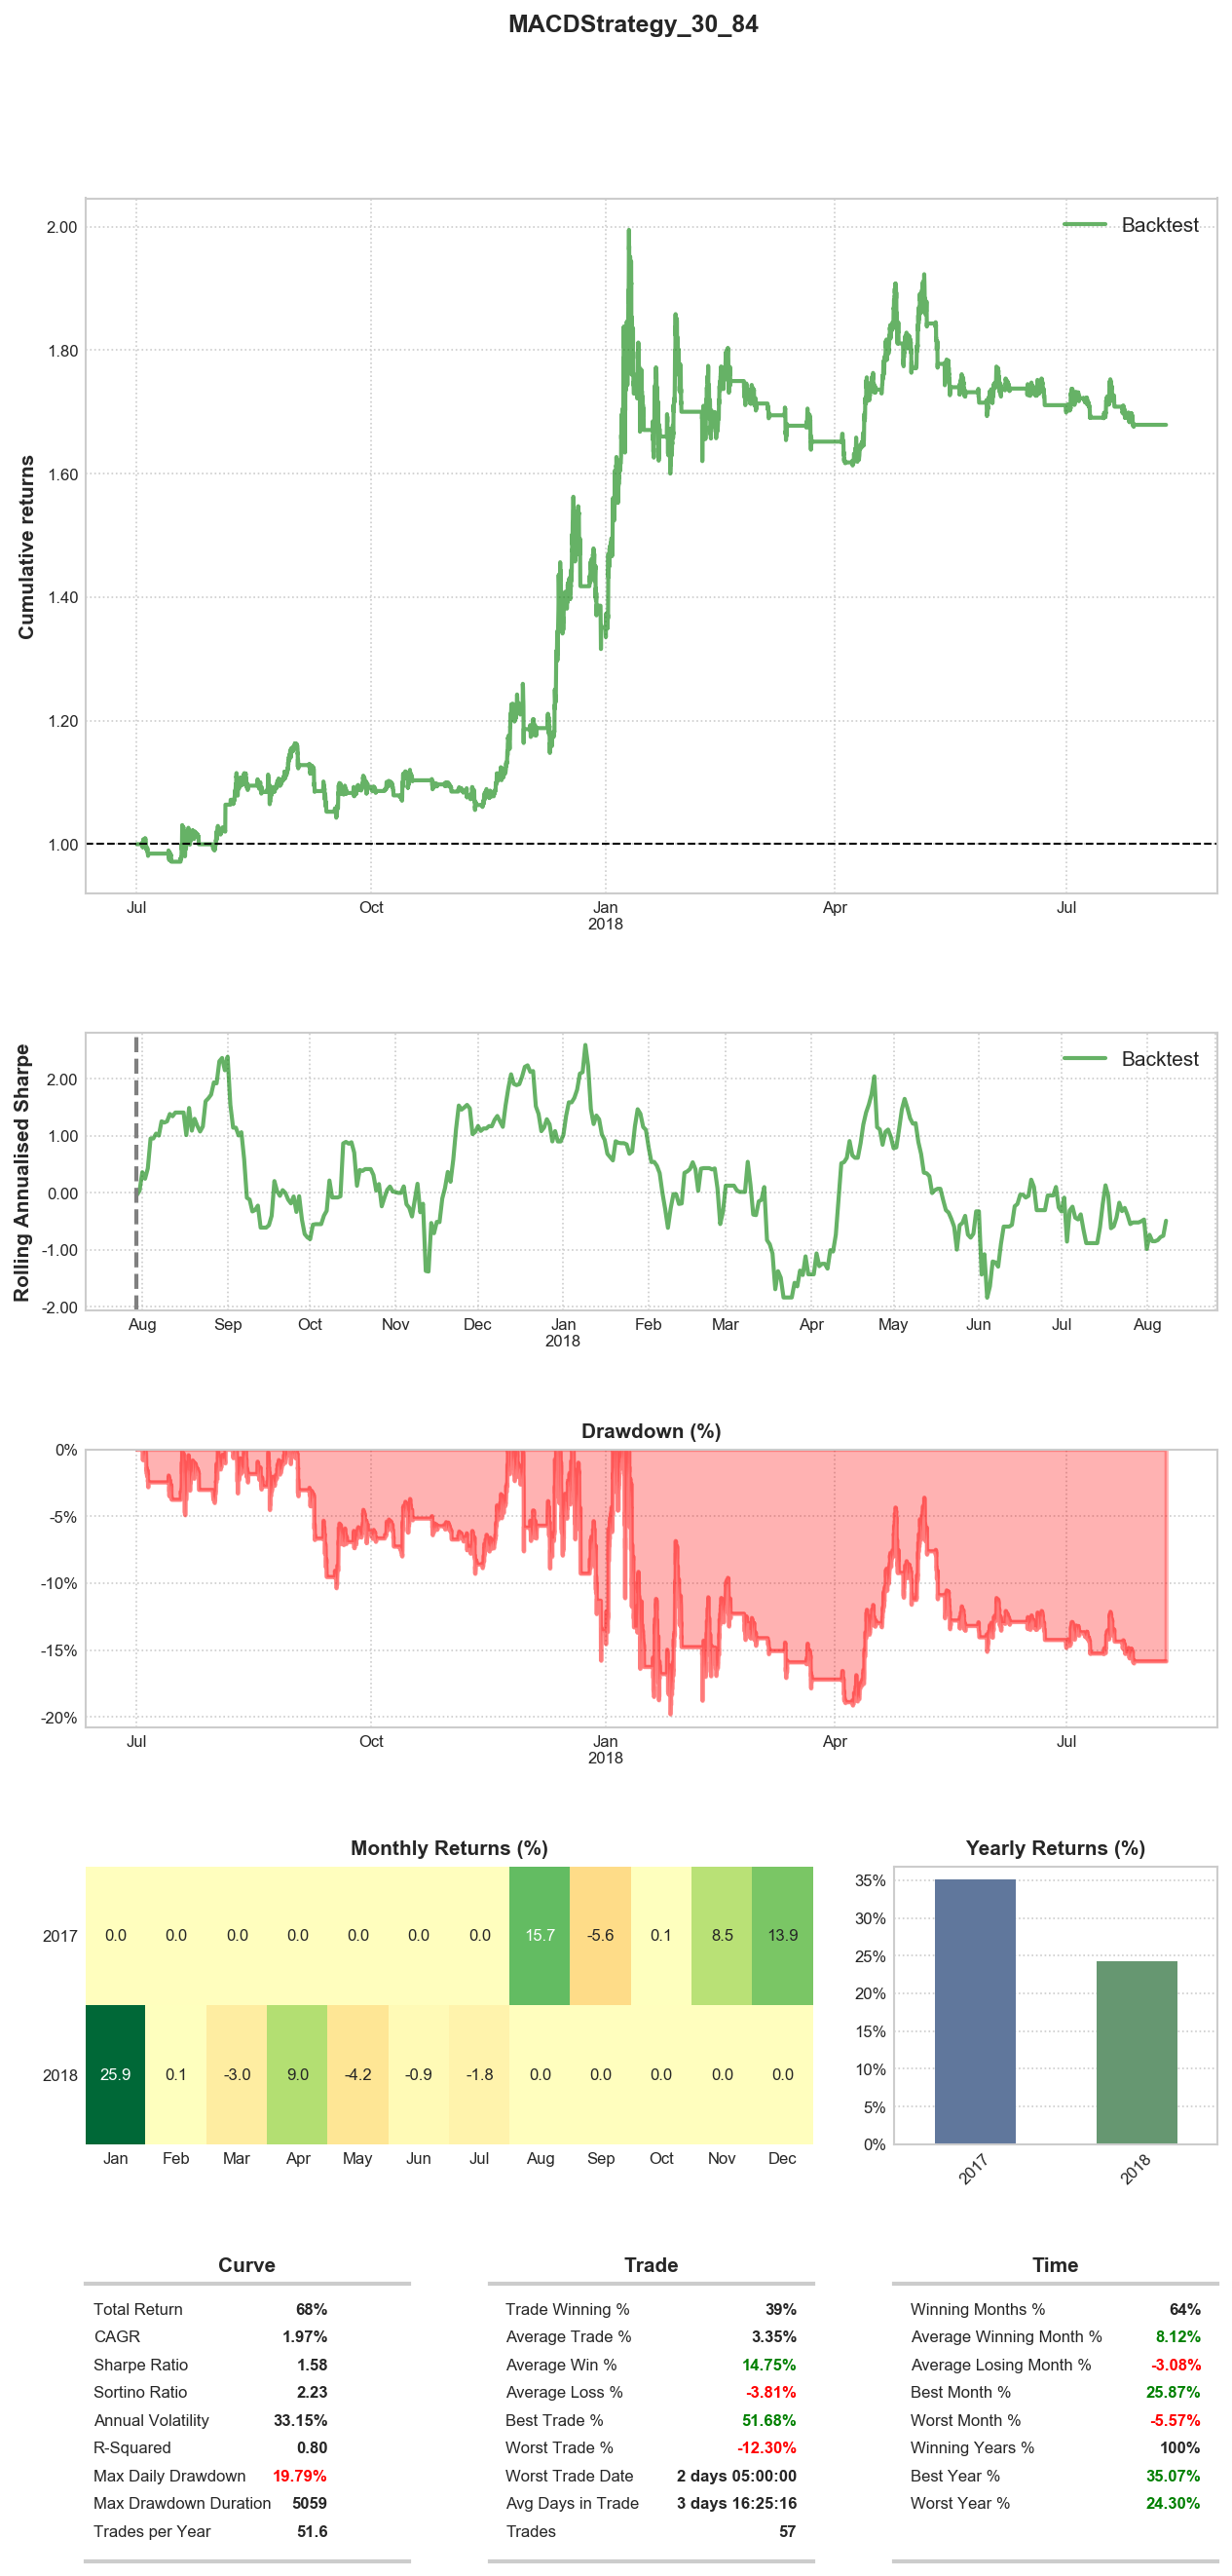 MACDStrategy_30_84
Backtest
Cumulative returns
2.00
1.80
1.60
1.40
1.20
1.00
Jul Oct Jan Apr Jul
2018
Backtest
Rolling Annualised Sharpe
2.00
1.00
0.00
-1.00
-2.00
Aug Sep Oct Nov Dec Jan Feb Mar Apr May Jun Jul Aug
2018
Drawdown (%)
0%
-5%
-10%
-15%
-20%
Jul Oct Jan Apr Jul
2018
Monthly Returns (%)
2017 0.0 0.0 0.0 0.0 0.0 0.0 0.0 15.7 -5.6 0.1 8.5 13.9
2018 25.9 0.1 -3.0 9.0 -4.2 -0.9 -1.8 0.0 0.0 0.0 0.0 0.0
Jan Feb Mar Apr May Jun Jul Aug Sep Oct Nov Dec
Yearly Returns (%)
35%
30%
25%
20%
15%
10%
5%
0%
2017 2018
Curve
Total Return 68%
CAGR 1.97%
Sharpe Ratio 1.58
Sortino Ratio 2.23
Annual Volatility 33.15%
R-Squared 0.80
Max Daily Drawdown 19.79%
Max Drawdown Duration 5059
Trades per Year 51.6
Trade
Trade Winning % 39%
Average Trade % 3.35%
Average Win % 14.75%
Average Loss % -3.81%
Best Trade % 51.68%
Worst Trade % -12.30%
Worst Trade Date 2 days 05:00:00
Avg Days in Trade 3 days 16:25:16
Trades 57
Time
Winning Months % 64%
Average Winning Month % 8.12%
Average Losing Month % -3.08%
Best Month % 25.87%
Worst Month % -5.57%
Winning Years % 100%
Best Year % 35.07%
Worst Year % 24.30%